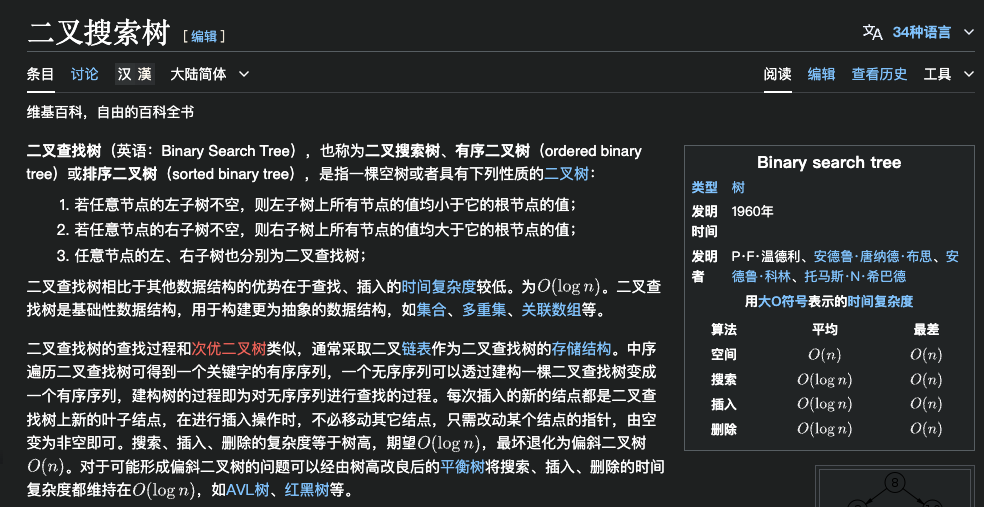 二叉搜索树 [编辑]
34种语言
条目 讨论 汉 漢 大陆简体
阅读 编辑 查看历史 工具
维基百科，自由的百科全书
二叉查找树（英语：Binary Search Tree），也称为二叉搜索树、有序二叉树（ordered binary
tree）或排序二叉树（sorted binary tree），是指一棵空树或者具有下列性质的二叉树：
1. 若任意节点的左子树不空，则左子树上所有节点的值均小于它的根节点的值；
2. 若任意节点的右子树不空，则右子树上所有节点的值均大于它的根节点的值；
3. 任意节点的左、右子树也分别为二叉查找树；
二叉查找树相比于其他数据结构的优势在于查找、插入的时间复杂度较低。为O(log n)。二叉查
找树是基础性数据结构，用于构建更为抽象的数据结构，如集合、多重集、关联数组等。
二叉查找树的查找过程和次优二叉树类似，通常采取二叉链表作为二叉查找树的存储结构。中序
遍历二叉查找树可得到一个关键字的有序序列，一个无序序列可以透过建构一棵二叉查找树变成
一个有序序列，建构树的过程即为对无序序列进行查找的过程。每次插入的新的结点都是二叉查
找树上新的叶子结点，在进行插入操作时，不必移动其它结点，只需改动某个结点的指针，由空
变为非空即可。搜索、插入、删除的复杂度等于树高，期望O(log n)，最坏退化为偏斜二叉树
O(n)。对于可能形成偏斜二叉树的问题可以经由树高改良后的平衡树将搜索、插入、删除的时间
复杂度都维持在O(log n)，如AVL树、红黑树等。
Binary search tree
类型 树
发明 1960年
时间
发明 P·F·温德利、安德鲁·唐纳德·布思、安
者 德鲁·科林、托马斯·N·希巴德
用大O符号表示的时间复杂度
算法 平均 最差
空间 O(n) O(n)
搜索 O(log n) O(n)
插入 O(log n) O(n)
删除 O(log n) O(n)
8